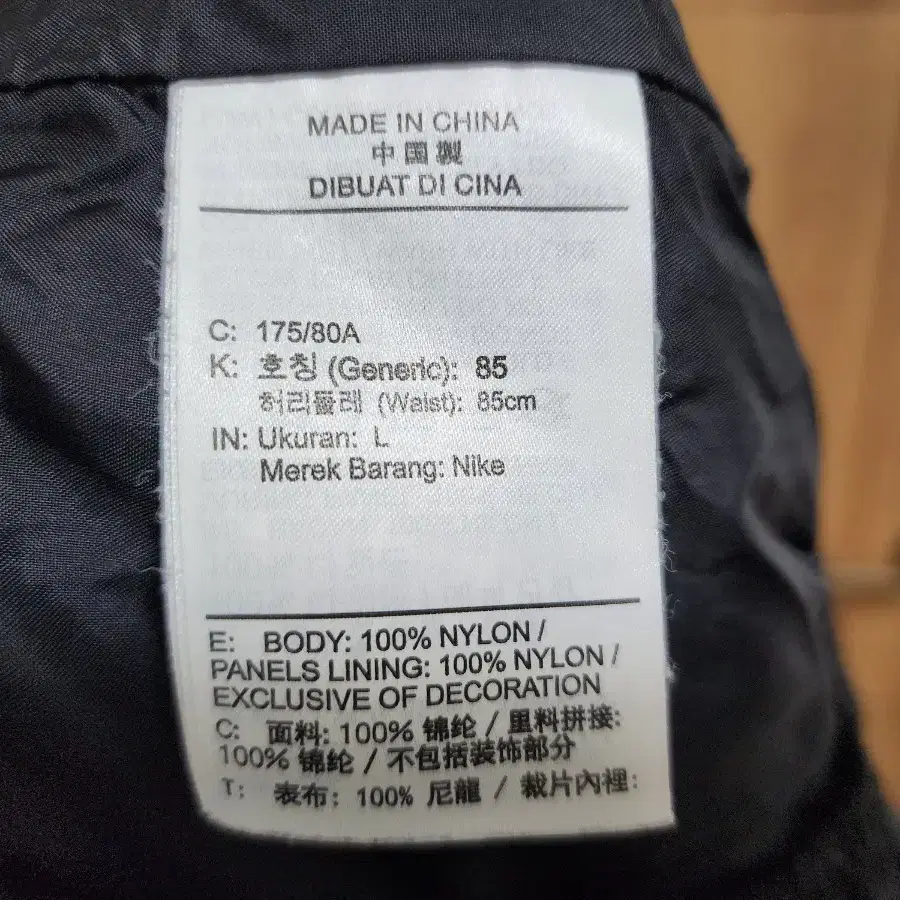 MADE IN CHINA
中国製
DIBUAT DI CINA
C: 175/80A
K: 호칭 (Generic): 85
허리둘레 (Waist): 85cm
IN: Ukuran: L
Merek Barang: Nike
E: BODY: 100% NYLON /
PANELS LINING: 100% NYLON /
EXCLUSIVE OF DECORATION
C: 面料: 100% 锦纶 / 里料拼接:
100% 锦纶 / 不包括装饰部分
T: 表布: 100% 尼龍 / 裁片內裡: